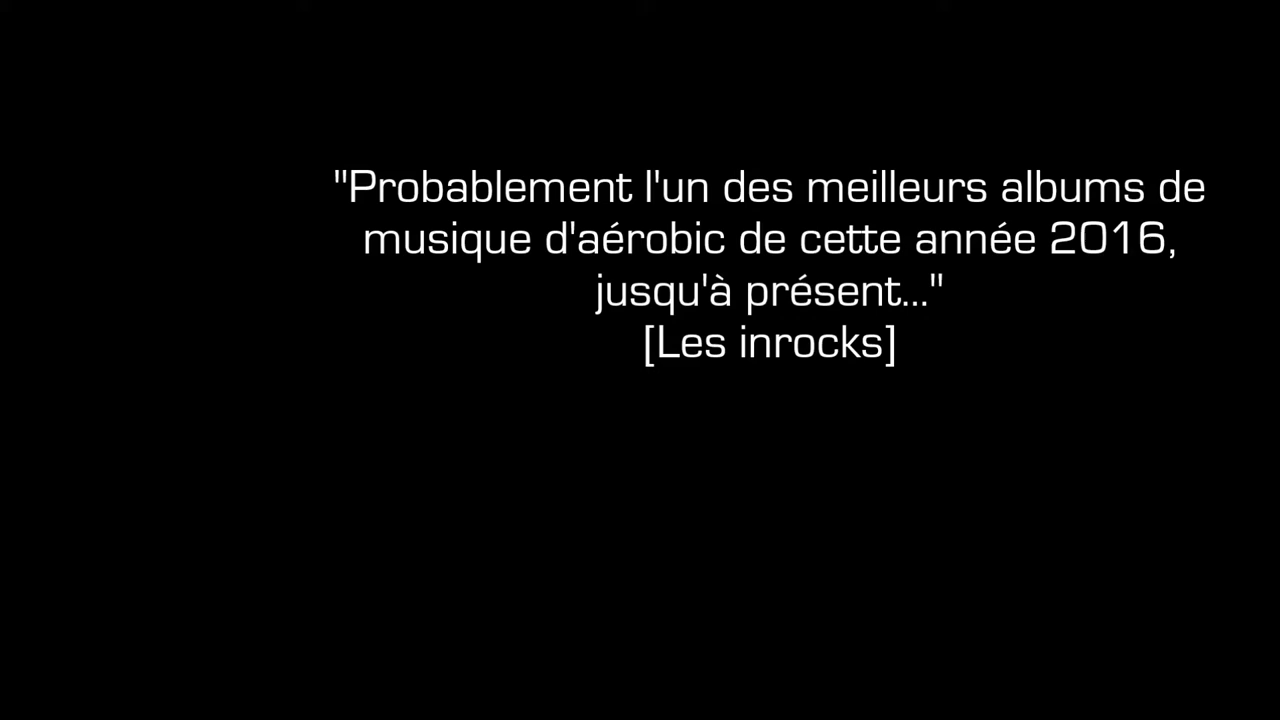 "Probablement l'un des meilleurs albums de
musique d'aérobic de cette année 2016,
jusqu'à présent..."
[Les inrocks]